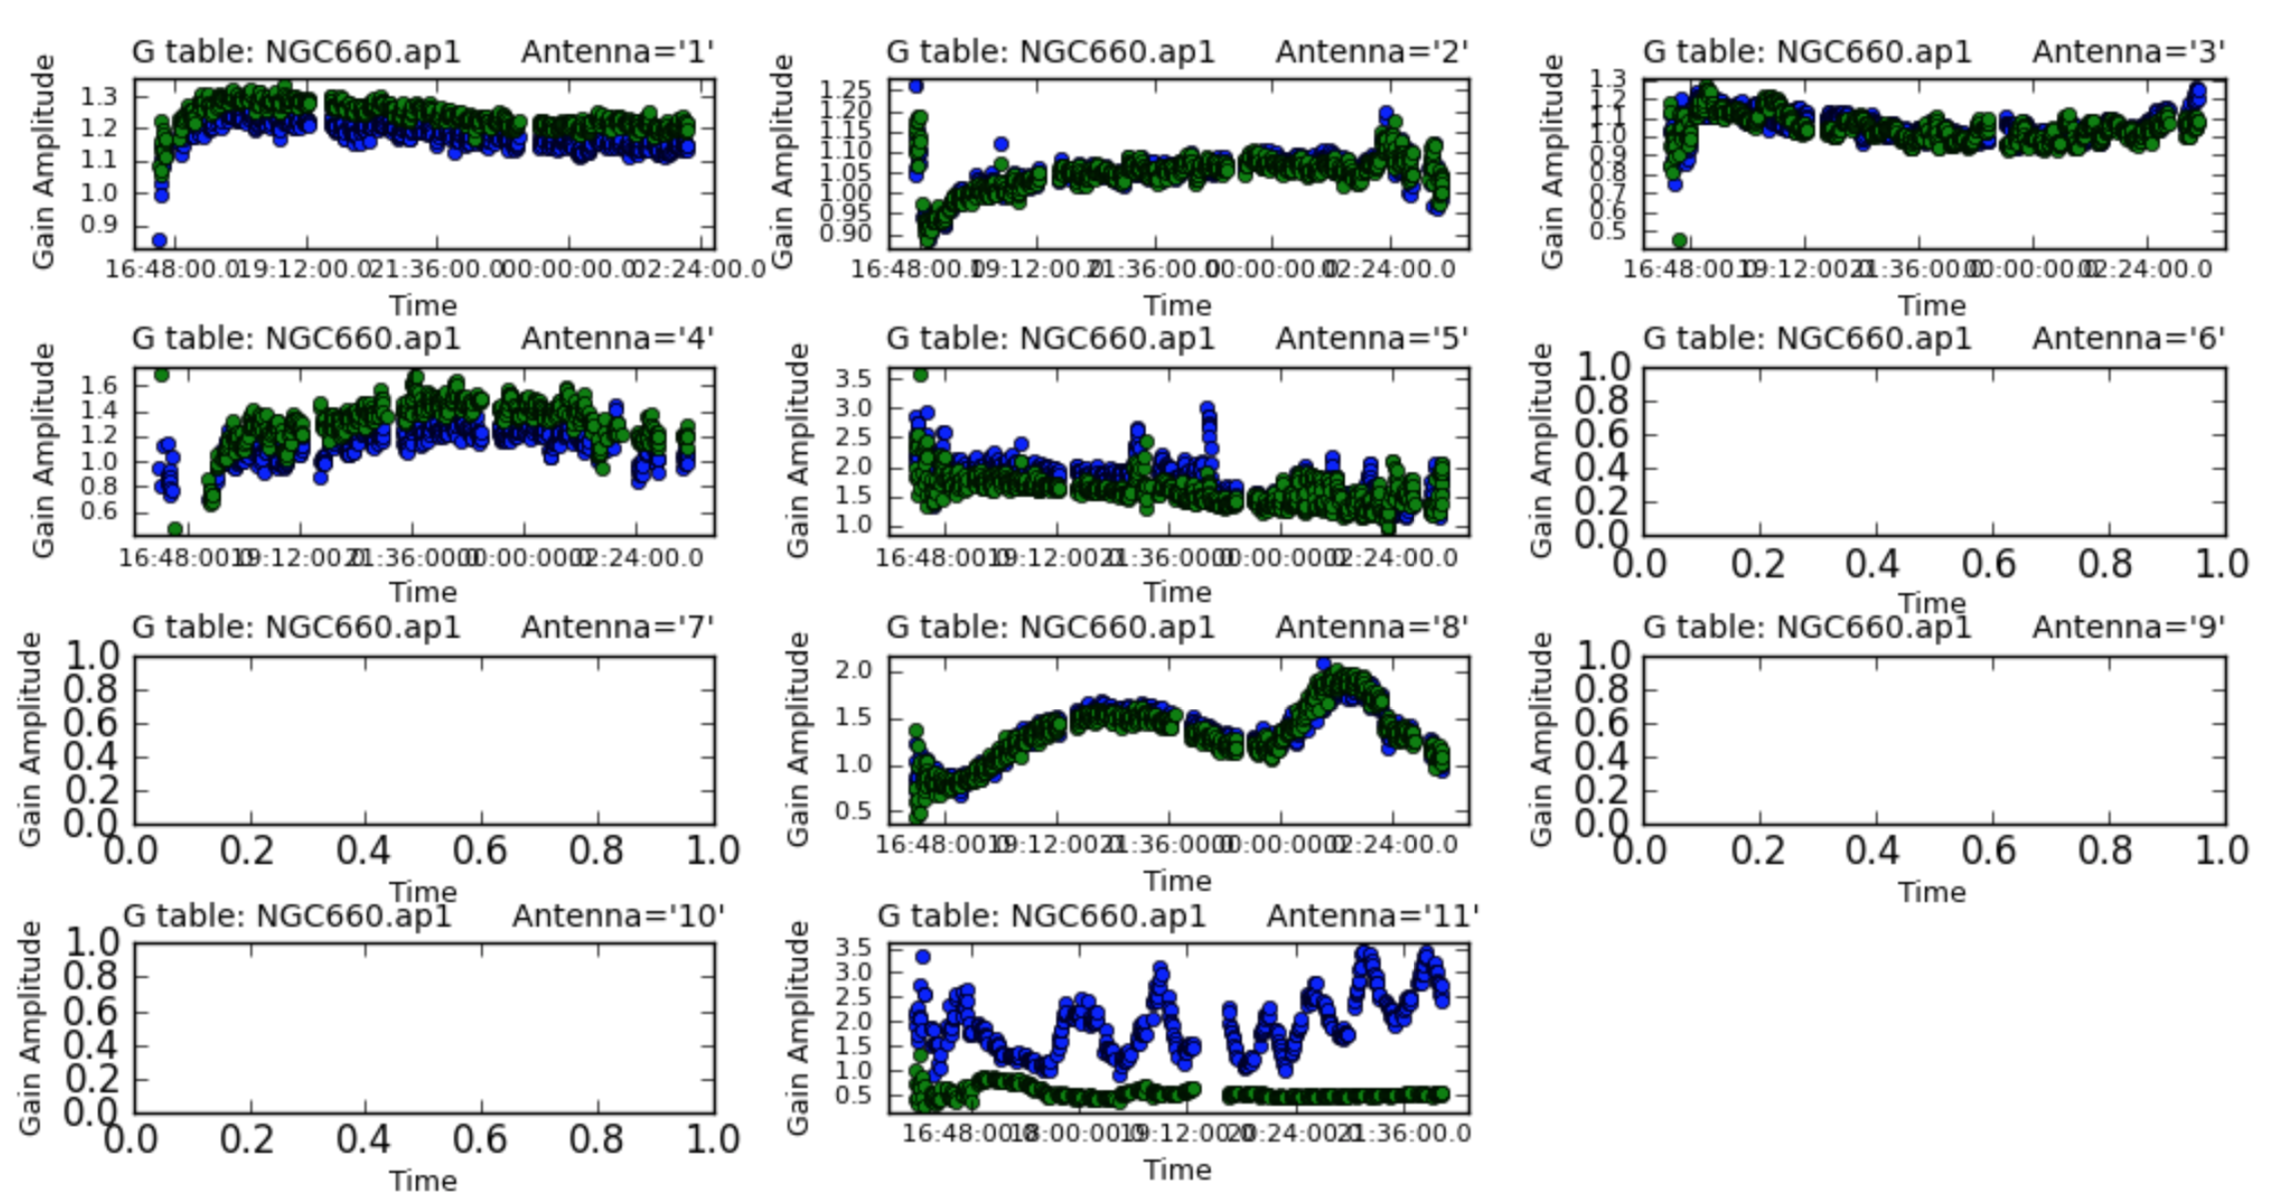 G table: NGC660.ap1 Antenna='1'
Gain Amplitude
1.3
1.2
1.1
1.0
0.9
16:48:00.0 19:12:00.0 21:36:00.0 00:00:00.0 02:24:00.0
Time
G table: NGC660.ap1 Antenna='2'
Gain Amplitude
1.25
1.20
1.15
1.10
1.05
1.00
0.95
0.90
16:48:00.0 19:12:00.0 21:36:00.0 00:00:00.0 02:24:00.0
Time
G table: NGC660.ap1 Antenna='3'
Gain Amplitude
1.3
1.2
1.1
1.0
0.9
0.8
0.7
0.6
0.5
16:48:00.0 19:12:00.0 21:36:00.0 00:00:00.0 02:24:00.0
Time
G table: NGC660.ap1 Antenna='4'
Gain Amplitude
1.6
1.4
1.2
1.0
0.8
0.6
16:48:00.0 19:12:00.0 21:36:00.0 00:00:00.0 02:24:00.0
Time
G table: NGC660.ap1 Antenna='5'
Gain Amplitude
3.5
3.0
2.5
2.0
1.5
1.0
16:48:00.0 19:12:00.0 21:36:00.0 00:00:00.0 02:24:00.0
Time
G table: NGC660.ap1 Antenna='6'
Gain Amplitude
1.0
0.8
0.6
0.4
0.2
0.0
0.0 0.2 0.4 0.6 0.8 1.0
Time
G table: NGC660.ap1 Antenna='7'
Gain Amplitude
1.0
0.8
0.6
0.4
0.2
0.0
0.0 0.2 0.4 0.6 0.8 1.0
Time
G table: NGC660.ap1 Antenna='8'
Gain Amplitude
2.0
1.5
1.0
0.5
16:48:00.0 19:12:00.0 21:36:00.0 00:00:00.0 02:24:00.0
Time
G table: NGC660.ap1 Antenna='9'
Gain Amplitude
1.0
0.8
0.6
0.4
0.2
0.0
0.0 0.2 0.4 0.6 0.8 1.0
Time
G table: NGC660.ap1 Antenna='10'
Gain Amplitude
1.0
0.8
0.6
0.4
0.2
0.0
0.0 0.2 0.4 0.6 0.8 1.0
Time
G table: NGC660.ap1 Antenna='11'
Gain Amplitude
3.5
3.0
2.5
2.0
1.5
1.0
0.5
16:48:00.0 18:00:00.0 19:12:00.0 20:24:00.0 21:36:00.0
Time